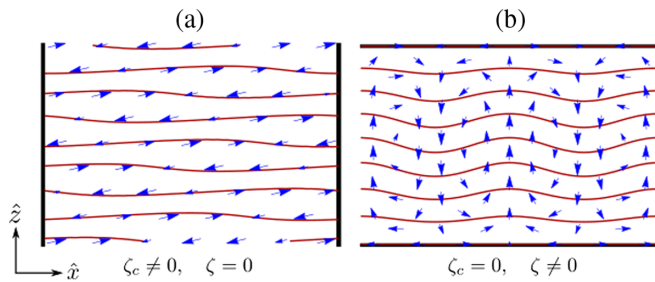 (a) (b)
ẑ
x̂
ζ_c ≠ 0, ζ = 0 ζ_c = 0, ζ ≠ 0